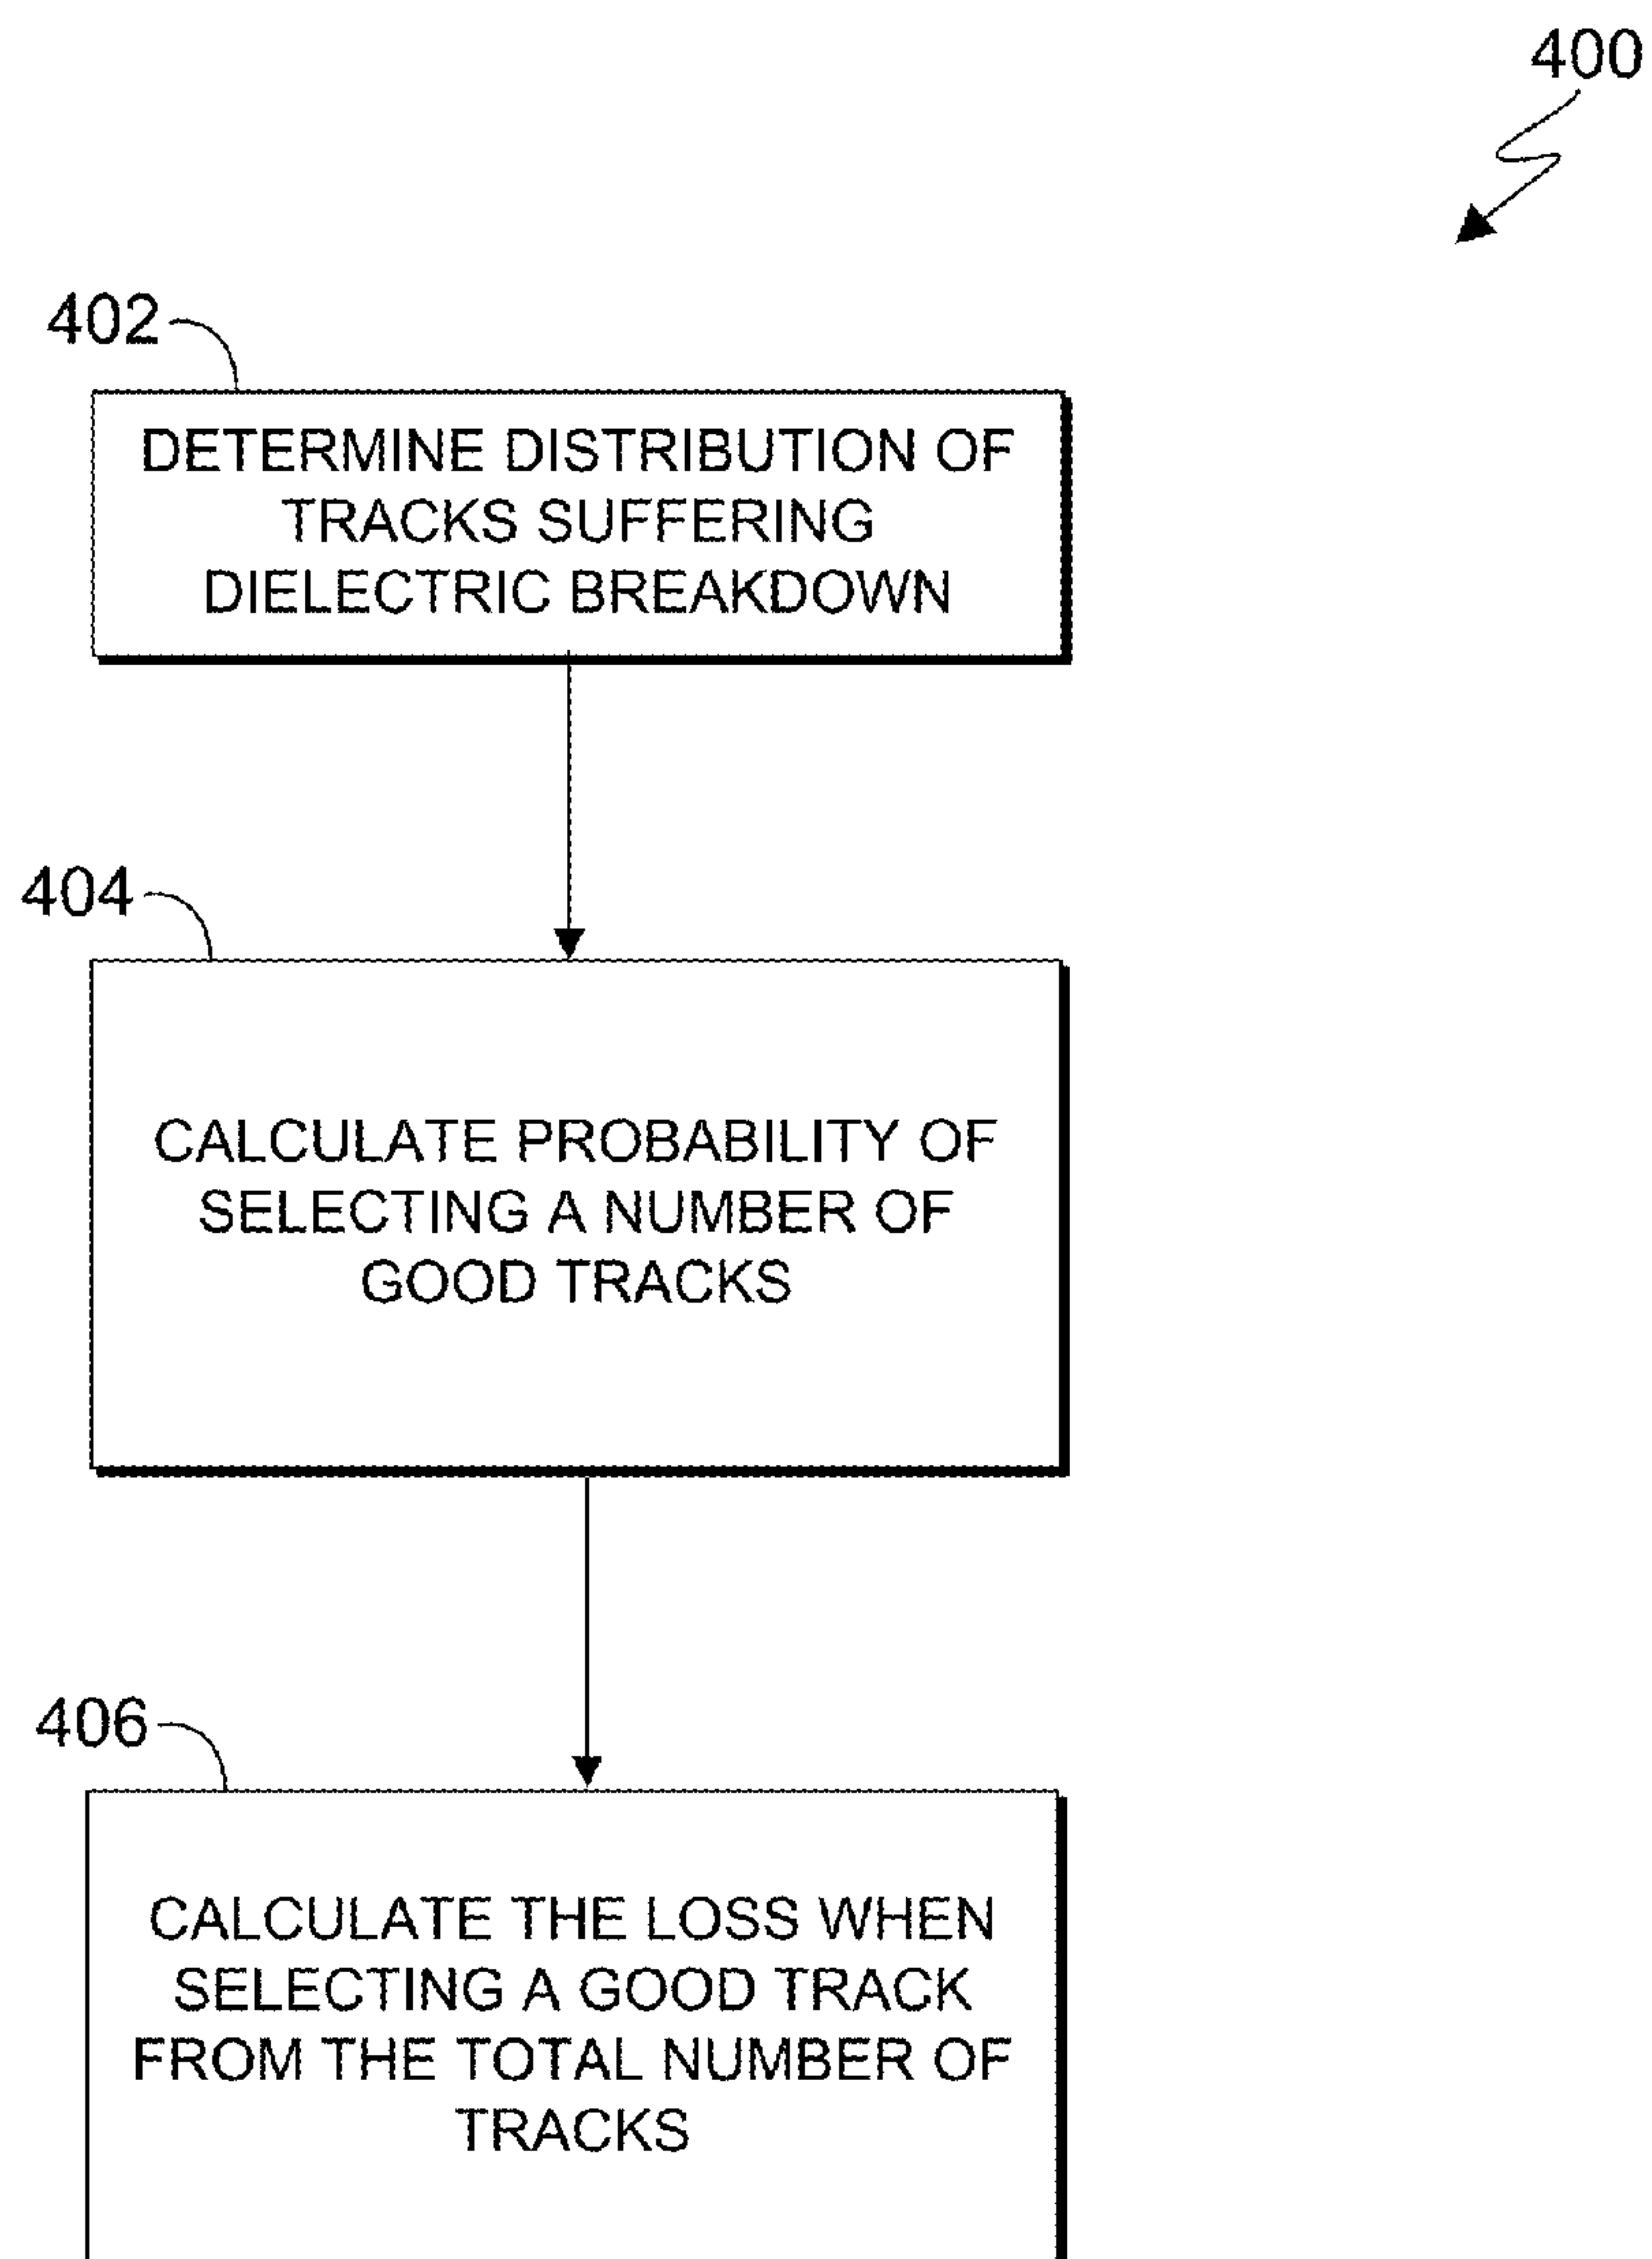 400
402
DETERMINE DISTRIBUTION OF
TRACKS SUFFERING
DIELECTRIC BREAKDOWN
404
CALCULATE PROBABILITY OF
SELECTING A NUMBER OF
GOOD TRACKS
406
CALCULATE THE LOSS WHEN
SELECTING A GOOD TRACK
FROM THE TOTAL NUMBER OF
TRACKS